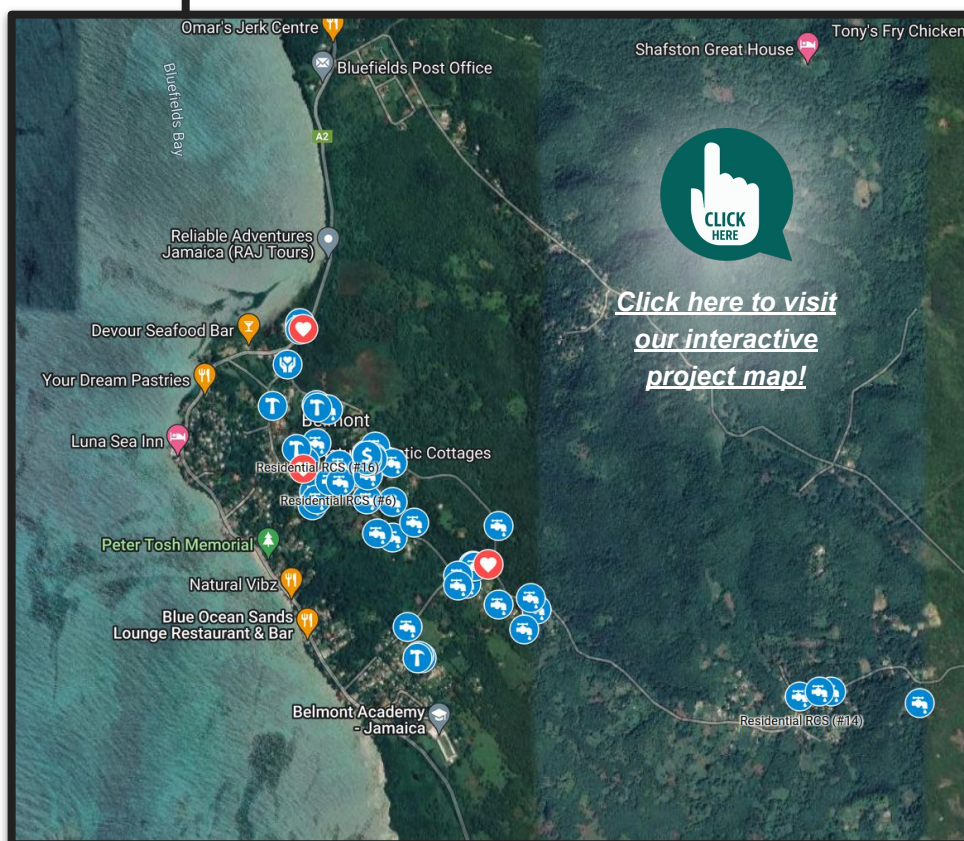 Omar's Jerk Centre
Tony's Fry Chicken
Shafston Great House
Bluefields Post Office
Bluefields Bay
A2
CLICK
HERE
Reliable Adventures
Jamaica (RAJ Tours)
Click here to visit
our interactive
project map!
Devour Seafood Bar
Your Dream Pastries
Belmont
Luna Sea Inn
tic Cottages
$
Residential RCS (#16)
Residential RCS (#6)
Peter Tosh Memorial
Natural Vibz
Blue Ocean Sands
Lounge Restaurant & Bar
Belmont Academy
- Jamaica
Residential RCS (#14)